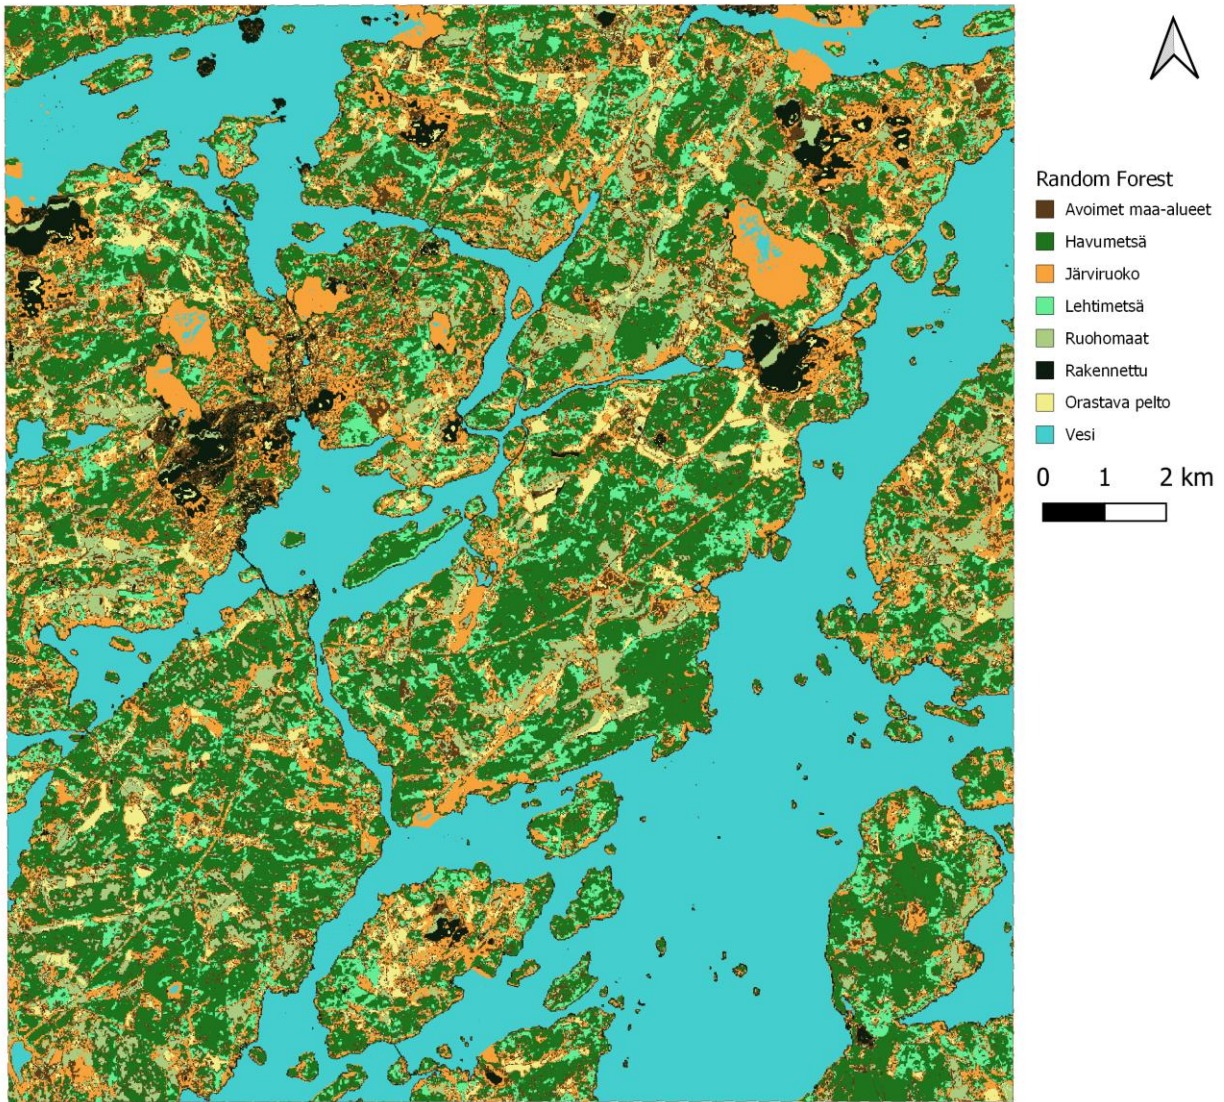 Random Forest
Avoimet maa-alueet
Havumetsä
Järviruoko
Lehtimetsä
Ruohomaat
Rakennettu
Orastava pelto
Vesi
0 1 2 km